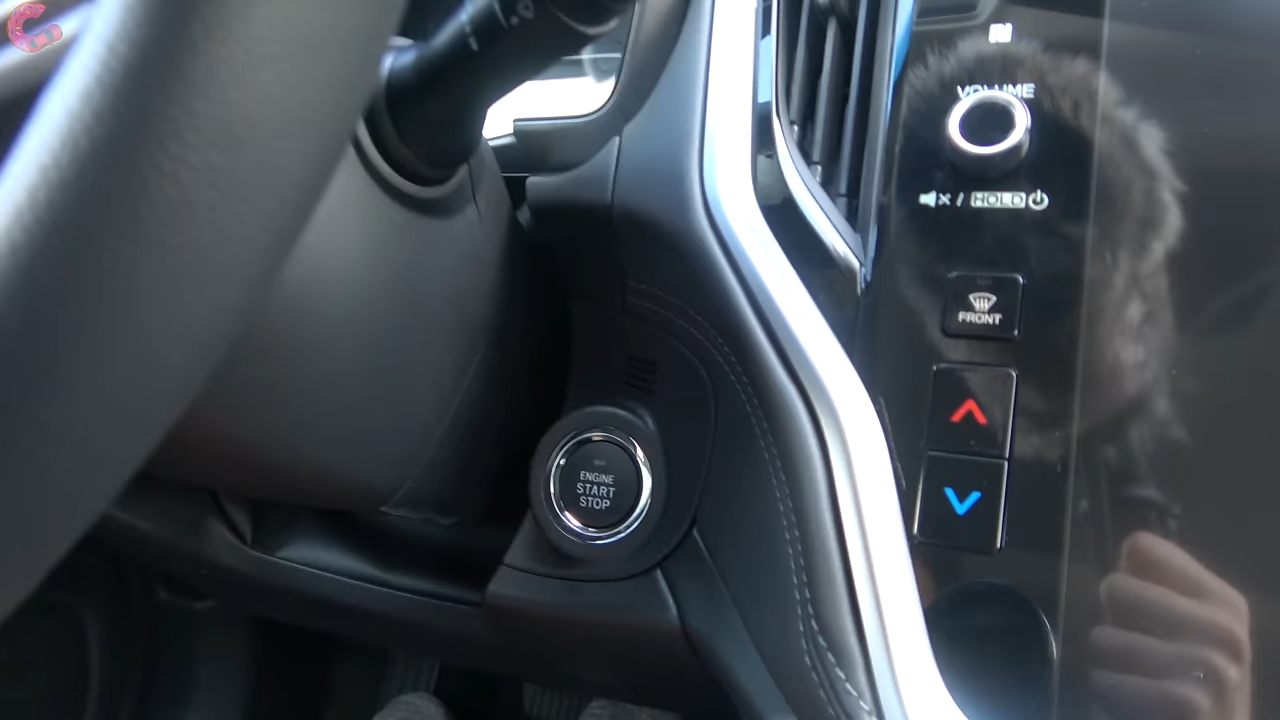 VOLUME
/ HOLD
FRONT
ENGINE
START
STOP